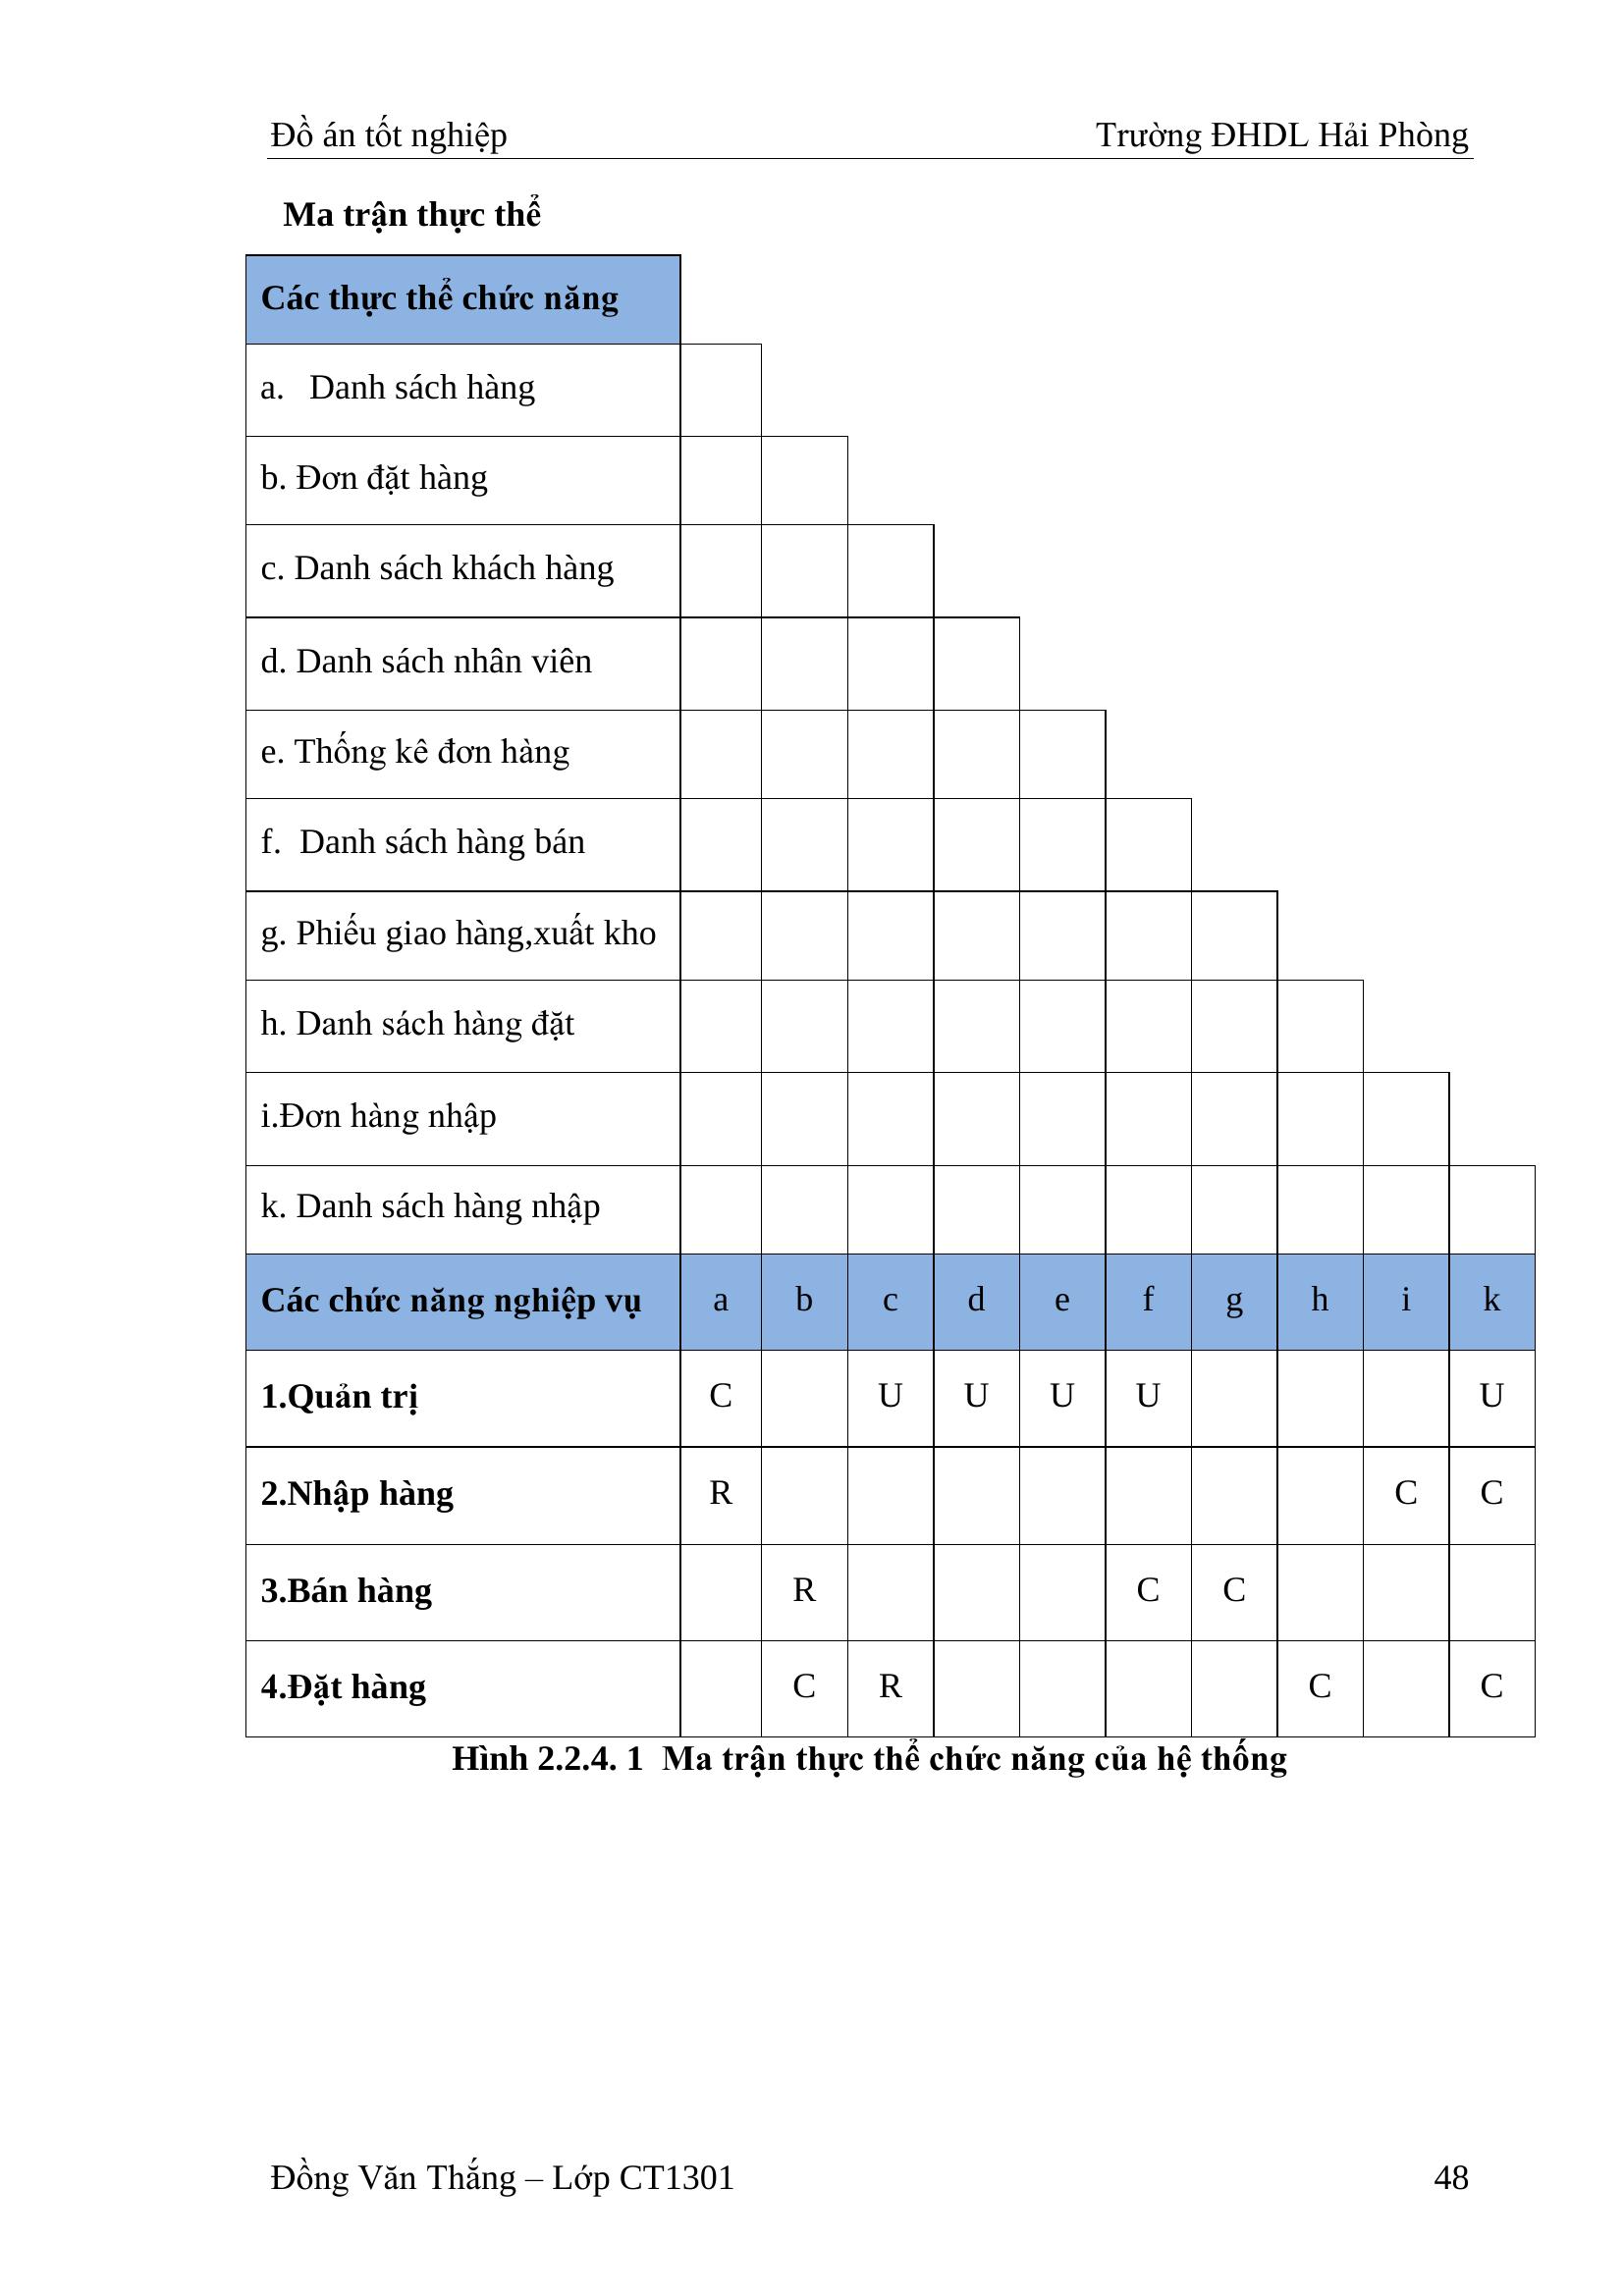 Đồ án tốt nghiệp Trường ĐHDL Hải Phòng
Ma trận thực thể
Các thực thể chức năng
a. Danh sách hàng
b. Đơn đặt hàng
c. Danh sách khách hàng
d. Danh sách nhân viên
e. Thống kê đơn hàng
f. Danh sách hàng bán
g. Phiếu giao hàng,xuất kho
h. Danh sách hàng đặt
i.Đơn hàng nhập
k. Danh sách hàng nhập
Các chức năng nghiệp vụ a b c d e f g h i k
1.Quản trị C U U U U U
2.Nhập hàng R C C
3.Bán hàng R C C
4.Đặt hàng C R C C
Hình 2.2.4. 1 Ma trận thực thể chức năng của hệ thống
Đồng Văn Thắng – Lớp CT1301 48